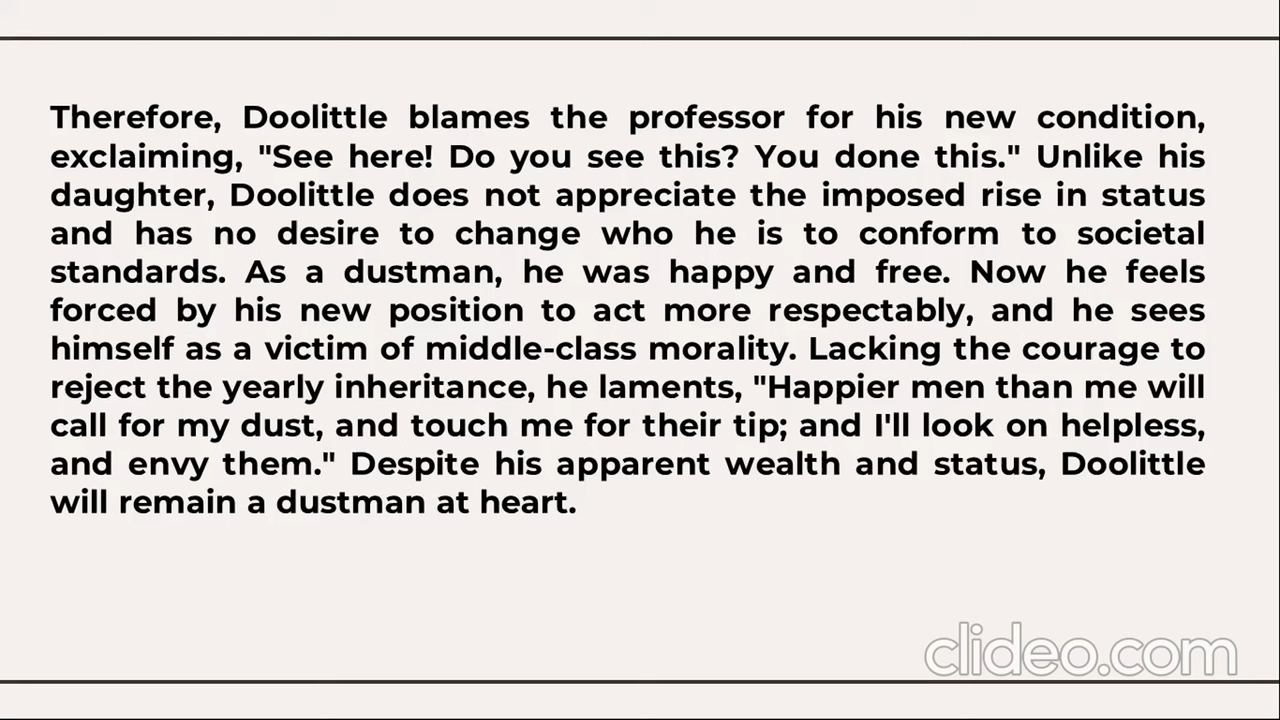 Therefore, Doolittle blames the professor for his new condition,
exclaiming, "See here! Do you see this? You done this." Unlike his
daughter, Doolittle does not appreciate the imposed rise in status
and has no desire to change who he is to conform to societal
standards. As a dustman, he was happy and free. Now he feels
forced by his new position to act more respectably, and he sees
himself as a victim of middle-class morality. Lacking the courage to
reject the yearly inheritance, he laments, "Happier men than me will
call for my dust, and touch me for their tip; and I'll look on helpless,
and envy them." Despite his apparent wealth and status, Doolittle
will remain a dustman at heart.
clideo.com